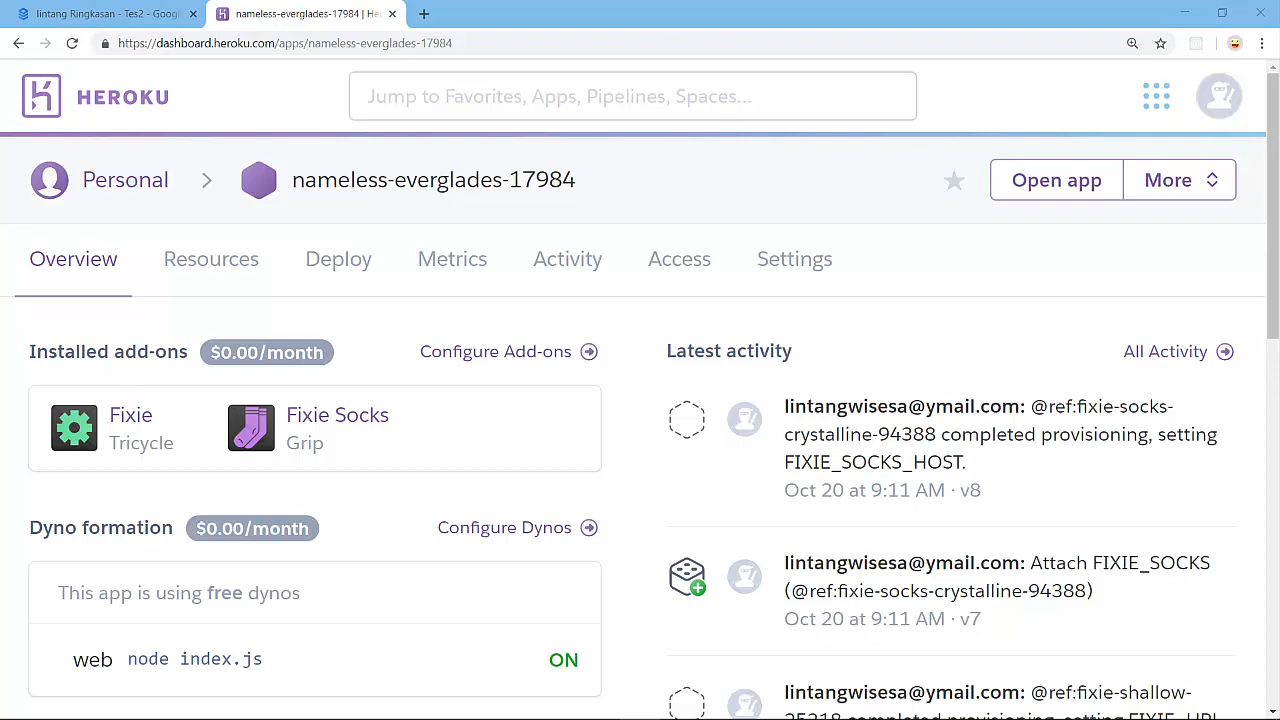 lintang Ringkasan - Tes2 - Googl
nameless-everglades-17984 | He
https://dashboard.heroku.com/apps/nameless-everglades-17984
HEROKU
Jump to Favorites, Apps, Pipelines, Spaces...
Personal
nameless-everglades-17984
Open app
More
Overview
Resources
Deploy
Metrics
Activity
Access
Settings
Installed add-ons
$0.00/month
Configure Add-ons
Fixie
Tricycle
Fixie Socks
Grip
Dyno formation
$0.00/month
Configure Dynos
This app is using free dynos
web node index.js
ON
Latest activity
All Activity
lintangwisesa@ymail.com: @ref:fixie-socks-
crystalline-94388 completed provisioning, setting
FIXIE_SOCKS_HOST.
Oct 20 at 9:11 AM · v8
lintangwisesa@ymail.com: Attach FIXIE_SOCKS
(@ref:fixie-socks-crystalline-94388)
Oct 20 at 9:11 AM · v7
lintangwisesa@ymail.com: @ref:fixie-shallow-
completed provisioning, setting